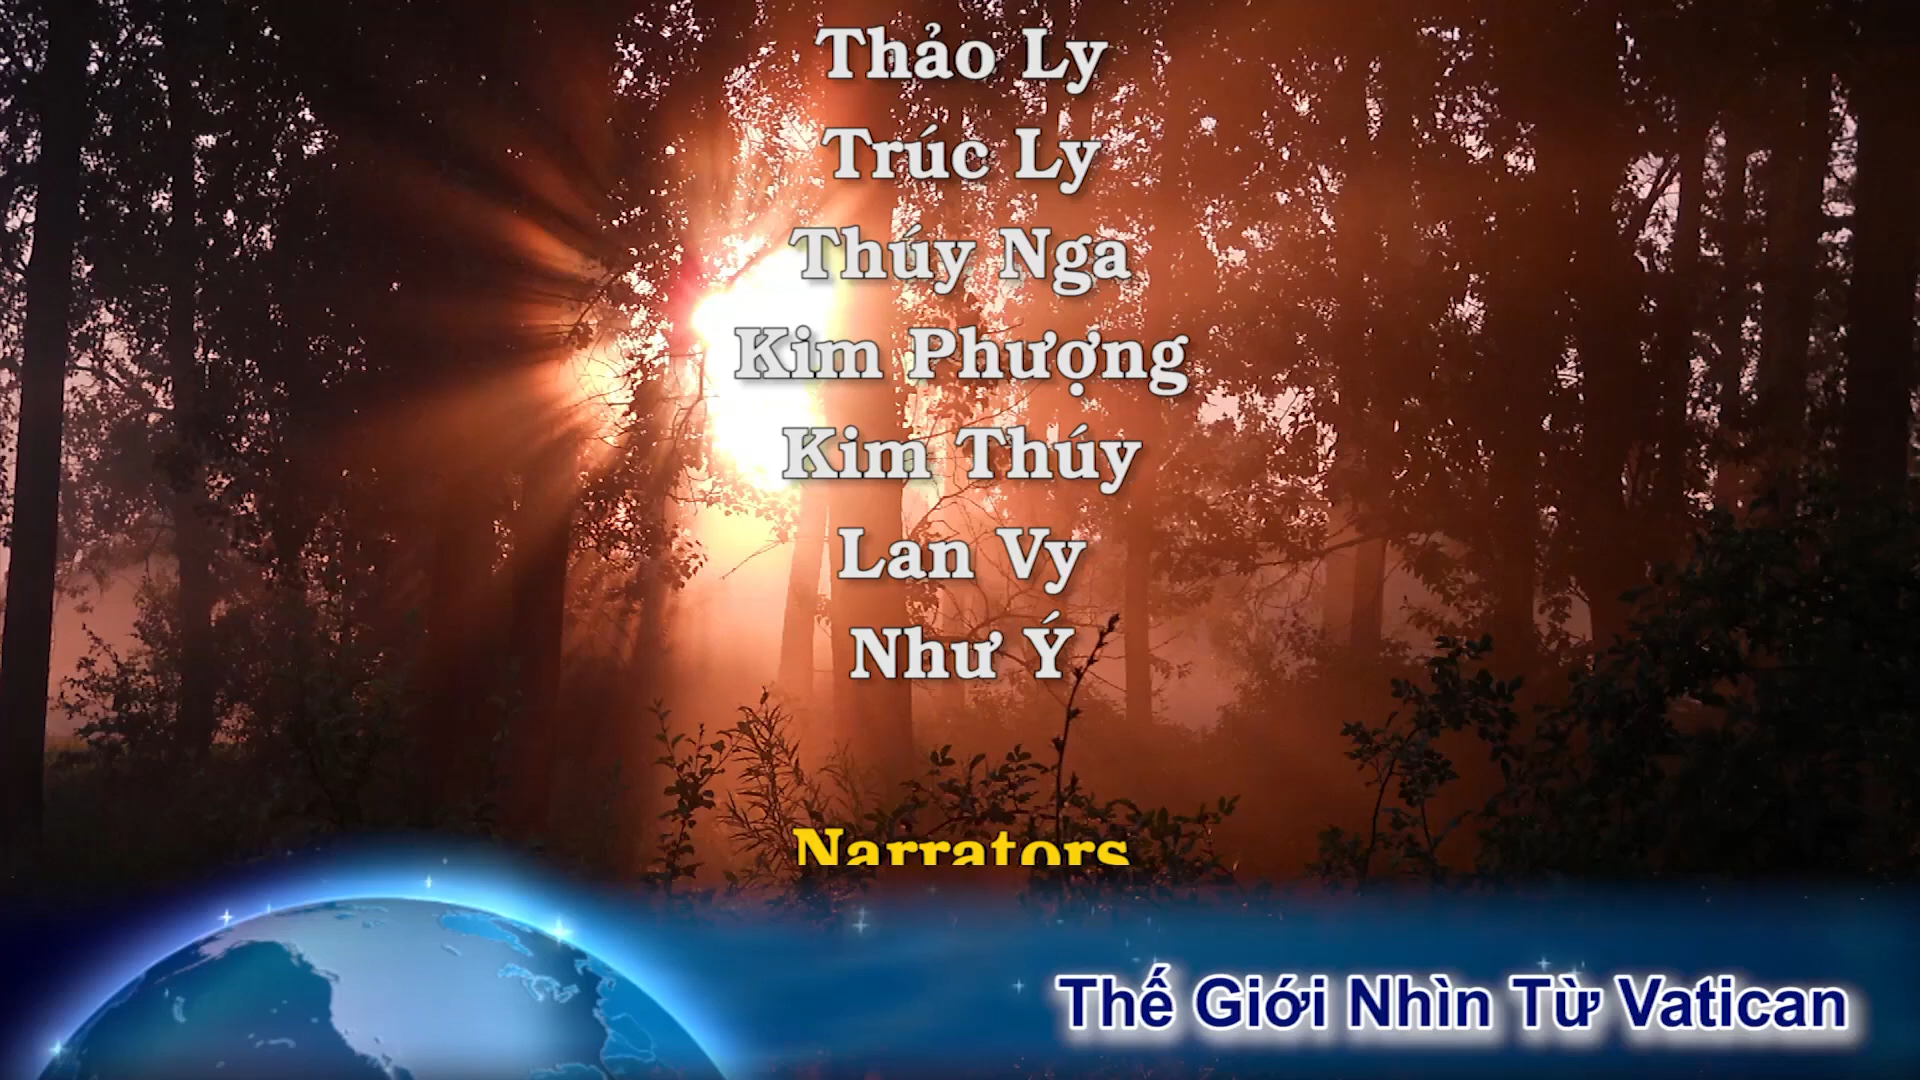 Thảo Ly
Trúc Ly
Thúy Nga
Kim Phượng
Kim Thúy
Lan Vy
Như Ý
Narrators
Thế Giới Nhìn Từ Vatican